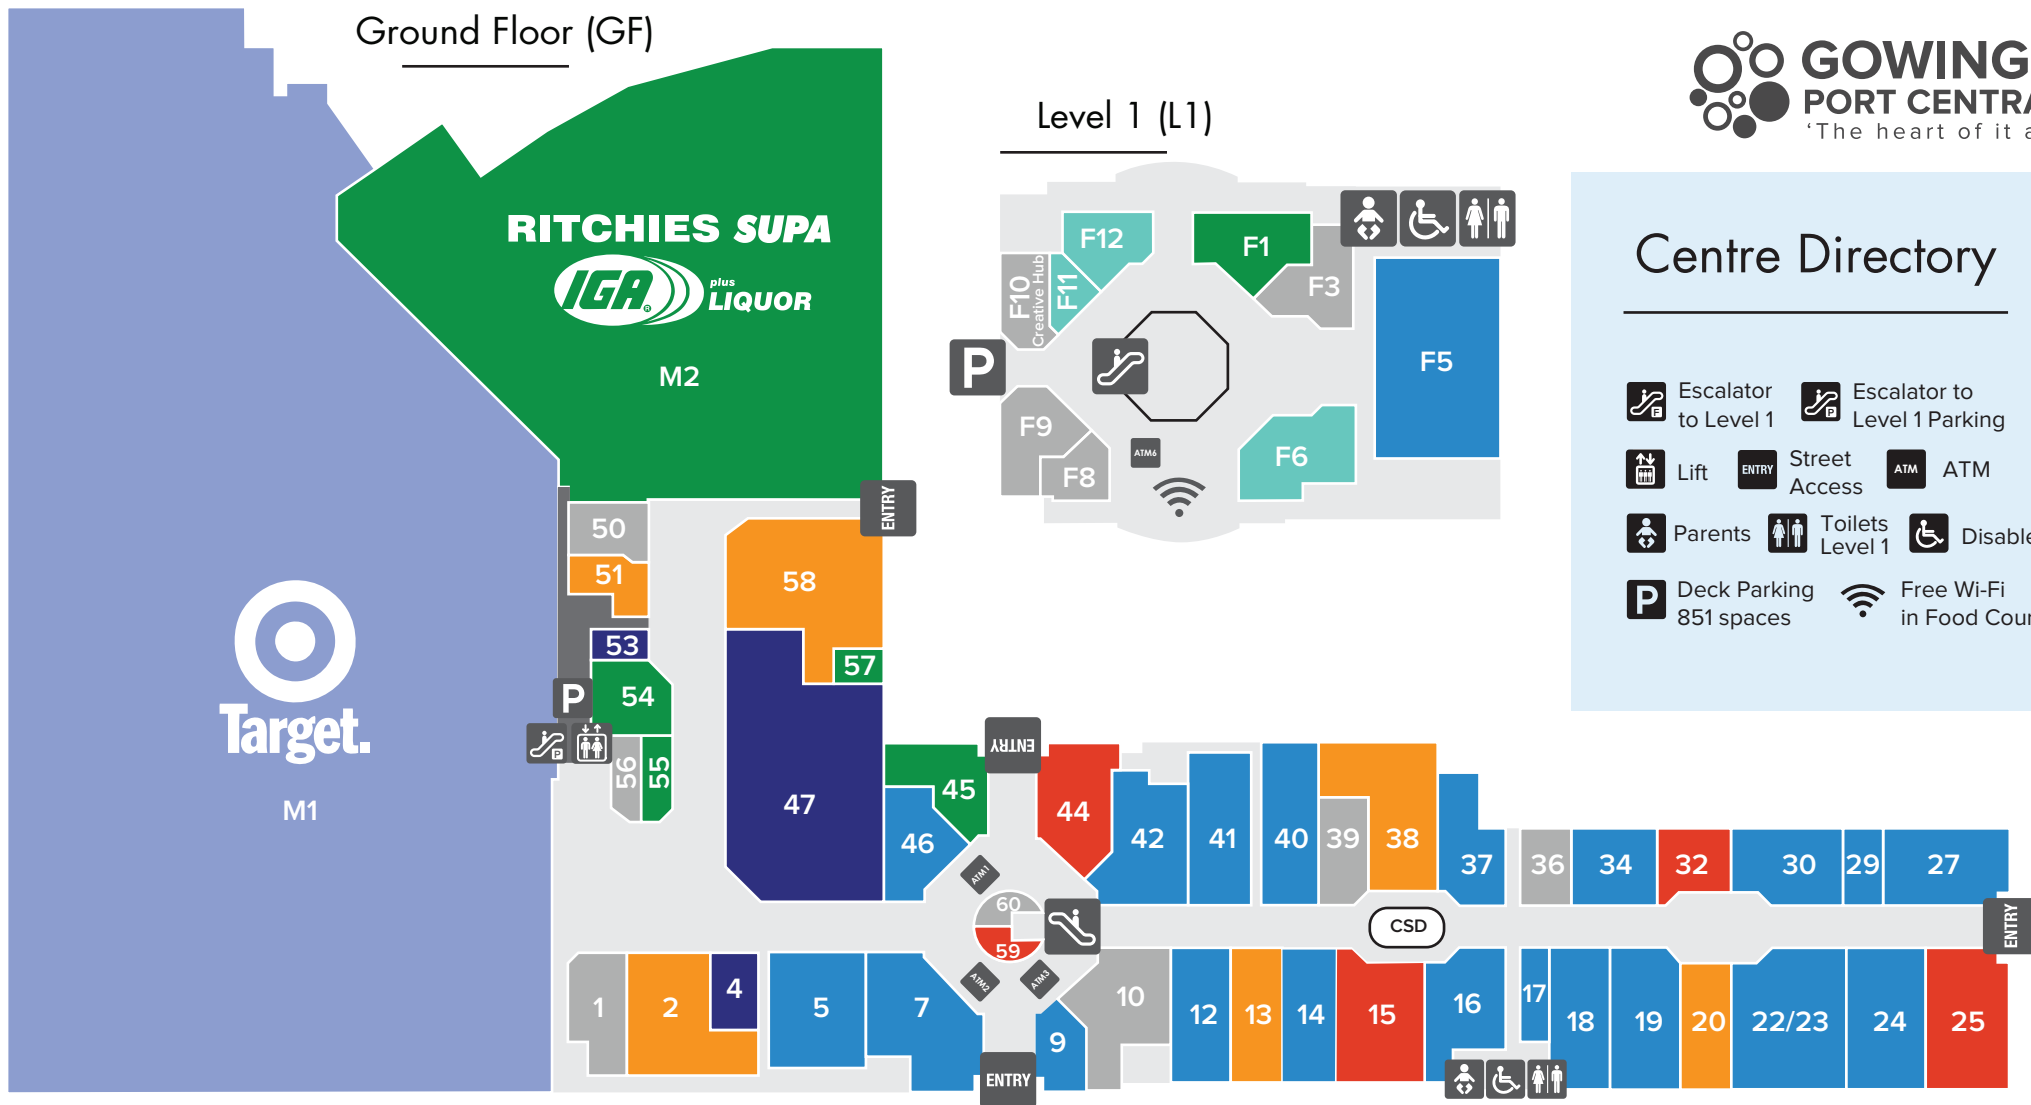 Ground Floor (GF)
Level 1 (L1)
GOWING
PORT CENTRA
'The heart of it a
RITCHIES SUPA
IGA
®
plus
LIQUOR
M2
Target.
M1
F12
F1
F10
Creative Hub
F11
F3
P
F5
F9
F8
ATM6
F6
Centre Directory
F
Escalator
to Level 1
P
Escalator to
Level 1 Parking
Lift
ENTRY
Street
Access
ATM
ATM
Parents
Toilets
Level 1
Disable
P
Deck Parking
851 spaces
Free Wi-Fi
in Food Cour
ENTRY
50
51
53
54
P
P
56
55
58
57
47
45
46
ENTRY
44
42
41
40
39
38
37
36
34
32
30
29
27
ATM1
60
59
ATM2
ATM3
CSD
ENTRY
1
2
4
5
7
ENTRY
9
10
12
13
14
15
16
17
18
19
20
22/23
24
25